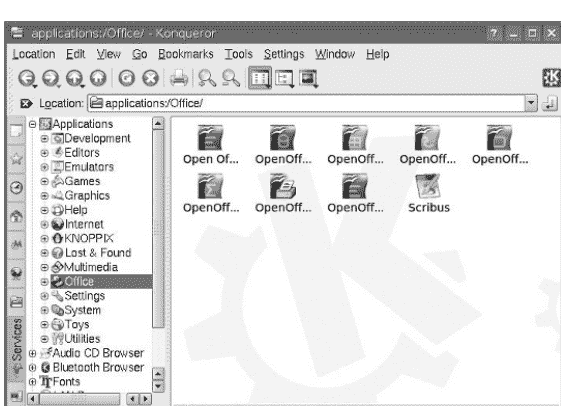 applications:/Office/ - Konqueror
Location Edit View Go Bookmarks Tools Settings Window Help
Location: applications:/Office/
Applications
Development
Editors
Emulators
Games
Graphics
Help
Internet
KNOPPIX
Lost & Found
Multimedia
Office
Settings
System
Toys
Utilities
Audio CD Browser
Bluetooth Browser
Fonts
Services
Open Of... OpenOff... OpenOff... OpenOff... OpenOff...
OpenOff... OpenOff... OpenOff... Scribus